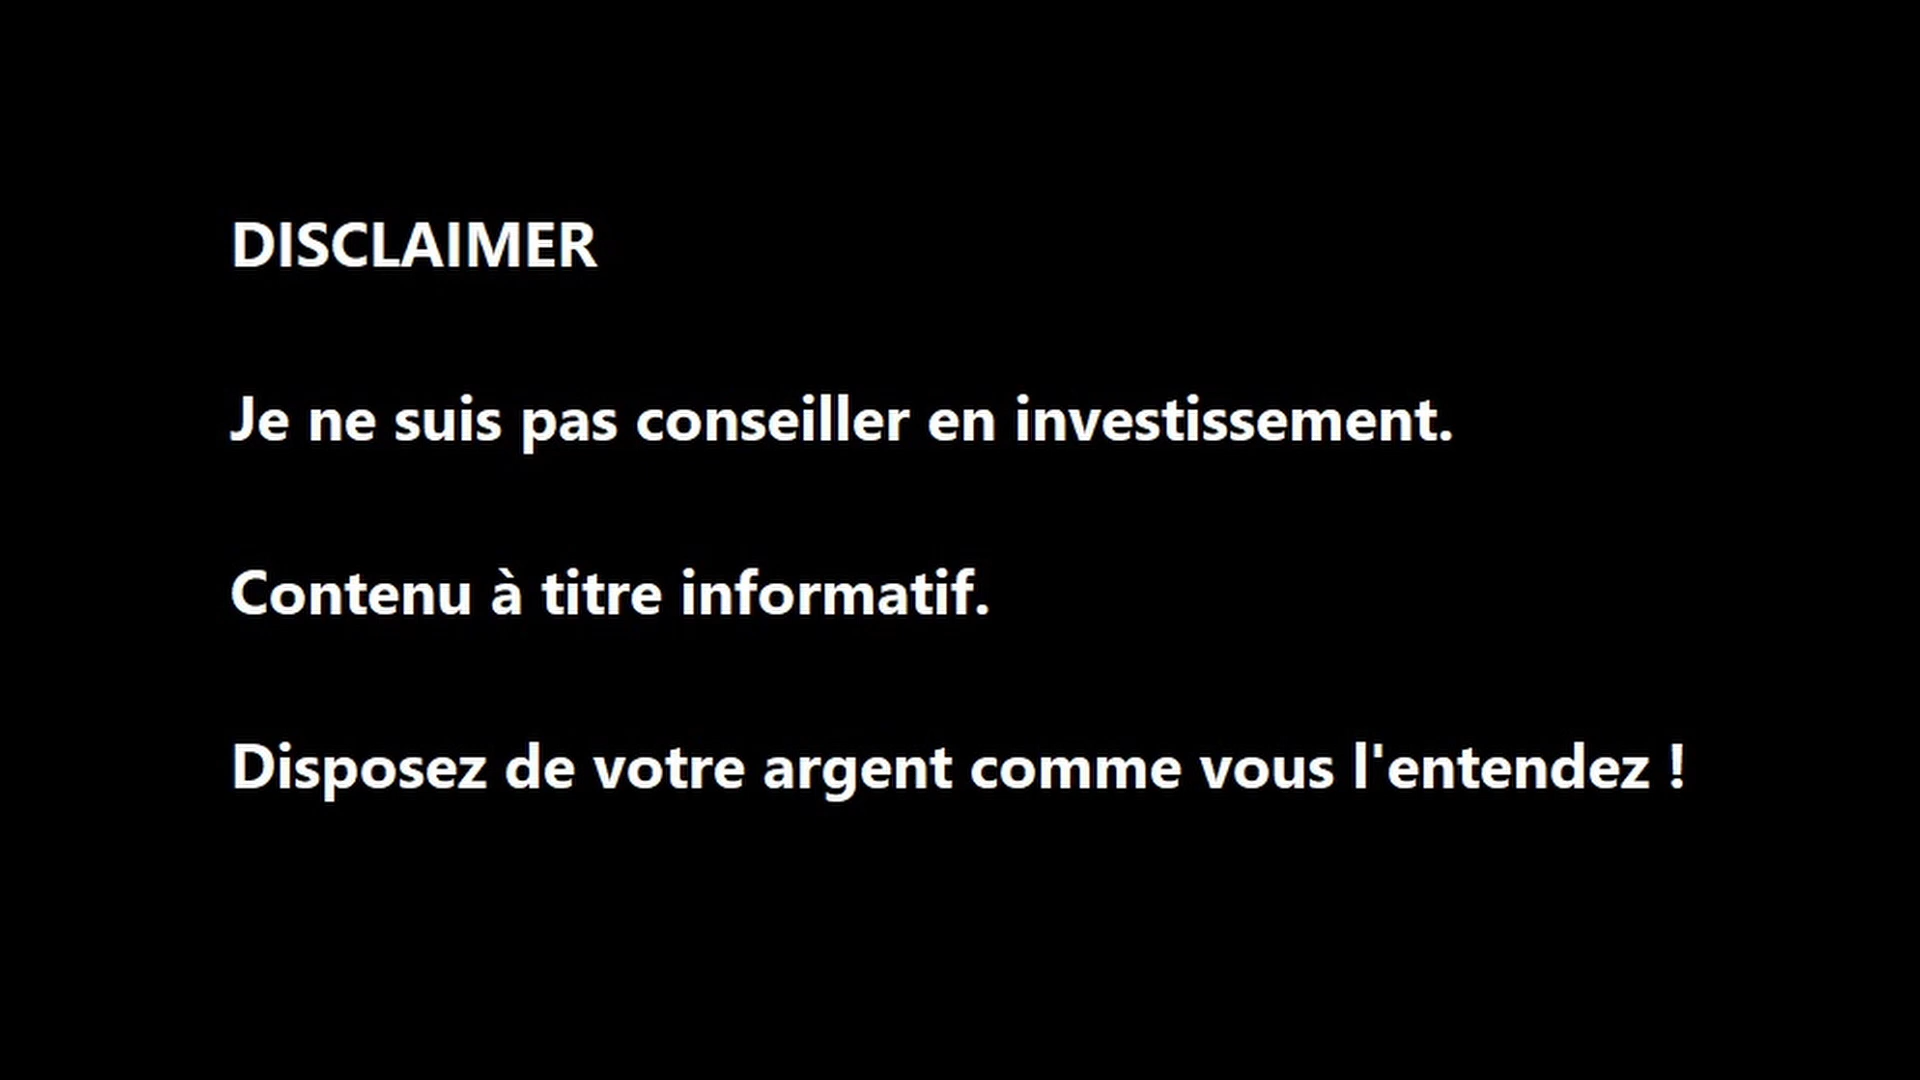 DISCLAIMER
Je ne suis pas conseiller en investissement.
Contenu à titre informatif.
Disposez de votre argent comme vous l'entendez !